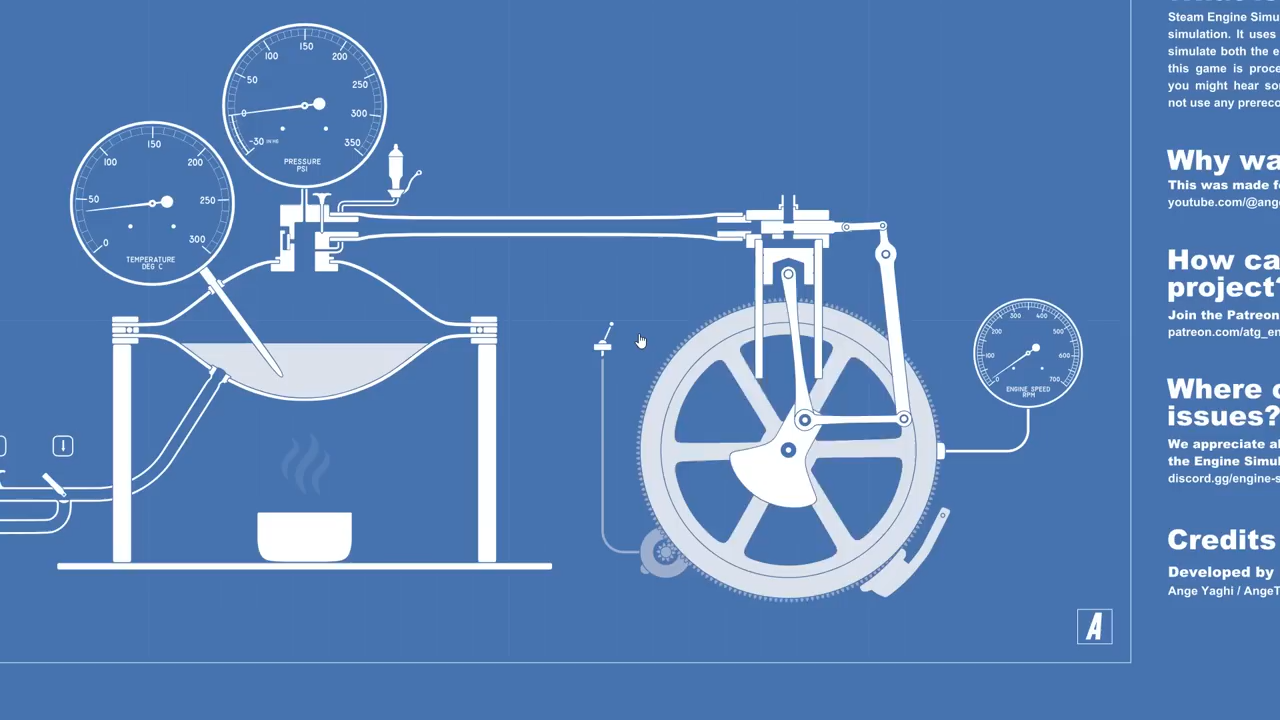 150
100
200
50
250
0
300
-30 IN HG
350
PRESSURE
PSI
150
100
200
50
250
0
300
TEMPERATURE
DEG C
300
400
200
500
100
600
0
700
ENGINE SPEED
RPM
A
Steam Engine Simu
simulation. It uses
simulate both the e
this game is proce
you might hear so
not use any prereco
Why wa
This was made fo
youtube.com/@ange
How ca
project?
Join the Patreon
patreon.com/atg_en
Where c
issues?
We appreciate al
the Engine Simul
discord.gg/engine-s
Credits
Developed by
Ange Yaghi / AngeT